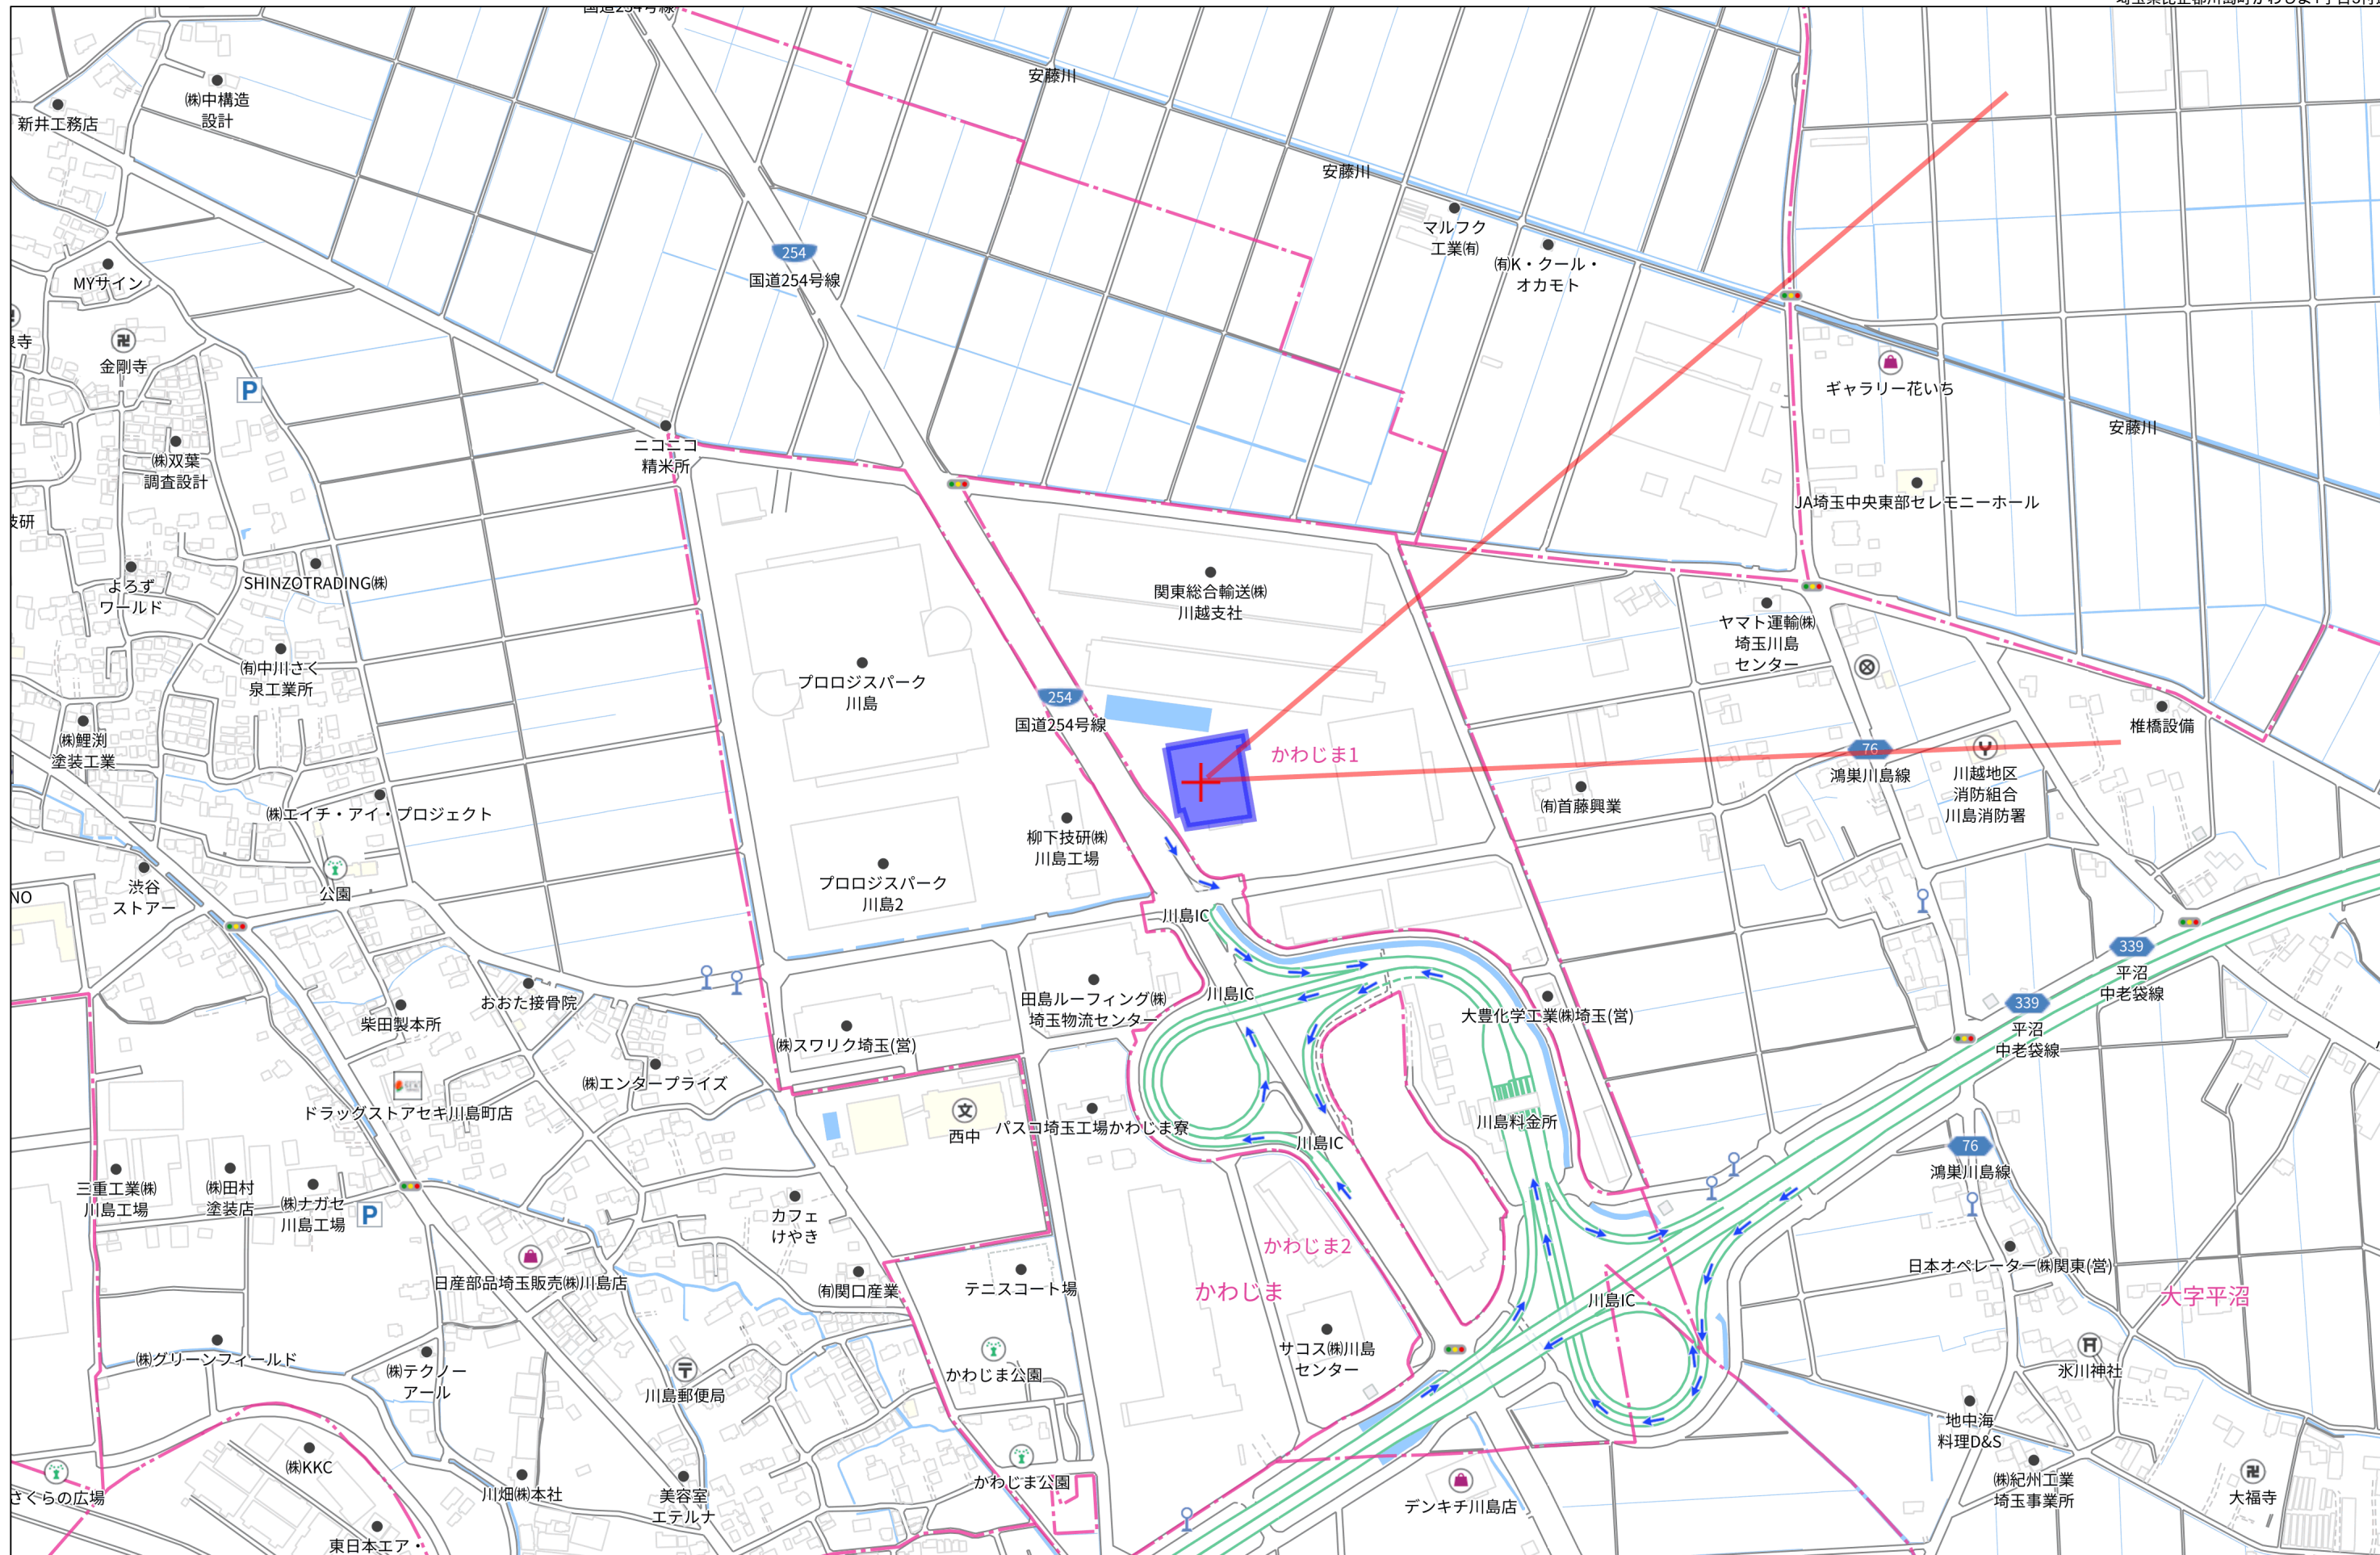 国道254号線
安藤川
㈱中構造
設計
新井工務店
安藤川
マルフク
工業㈲
254
国道254号線
㈲K・クール・
オカモト
MYサイン
金剛寺
P
ギャラリー花いち
安藤川
ニコニコ
精米所
㈱双葉
調査設計
JA埼玉中央東部セレモニーホール
SHINZOTRADING㈱
よろず
ワールド
関東総合輸送㈱
川越支社
ヤマト運輸㈱
埼玉川島
センター
㈲中川さく
泉工業所
プロロジスパーク
川島
254
国道254号線
椎橋設備
㈱鯉渕
塗装工業
かわじま1
76
鴻巣川島線
川越地区
消防組合
川島消防署
㈱エイチ・アイ・プロジェクト
㈲首藤興業
柳下技研㈱
川島工場
公園
渋谷
ストアー
プロロジスパーク
川島2
川島IC
339
平沼
中老袋線
おおた接骨院
柴田製本所
田島ルーフィング㈱
埼玉物流センター
川島IC
大豊化学工業㈱埼玉(営)
339
平沼
中老袋線
㈱スワリク埼玉(営)
㈱エンタープライズ
ドラッグストアセキ川島町店
文
西中
パスコ埼玉工場かわじま寮
川島IC
川島料金所
76
鴻巣川島線
三重工業㈱
川島工場
㈱田村
塗装店
㈱ナガセ
川島工場
P
カフェ
けやき
かわじま2
日産部品埼玉販売㈱川島店
㈲関口産業
テニスコート場
かわじま
川島IC
日本オペレーター㈱関東(営)
大字平沼
㈱グリーンフィールド
㈱テクノー
アール
川島郵便局
かわじま公園
サコス㈱川島
センター
氷川神社
地中海
料理D&S
㈱KKC
さくらの広場
川畑㈱本社
美容室
エテルナ
かわじま公園
デンキチ川島店
㈱紀州工業
埼玉事業所
大福寺
東日本エア・